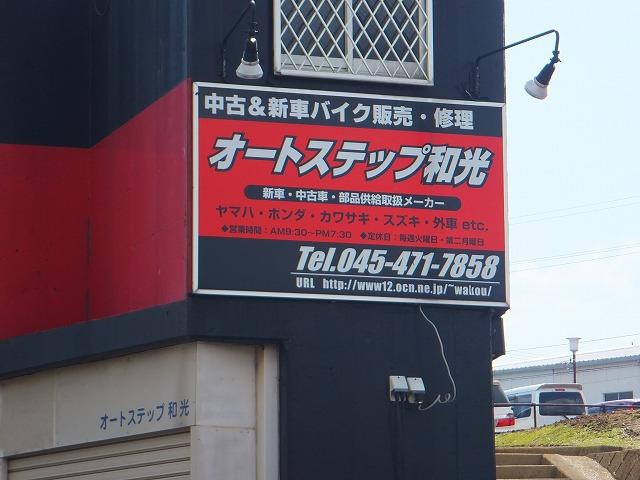 中古&新車バイク販売・修理
オートステップ和光
新車・中古車・部品供給取扱メーカー
ヤマハ・ホンダ・カワサキ・スズキ・外車 etc.
◆営業時間：AM9:30～PM7:30 ◆定休日：毎週火曜日・第二月曜日
Tel.045-471-7858
URL http://www12.ocn.ne.jp/~wakou/
オートステップ和光